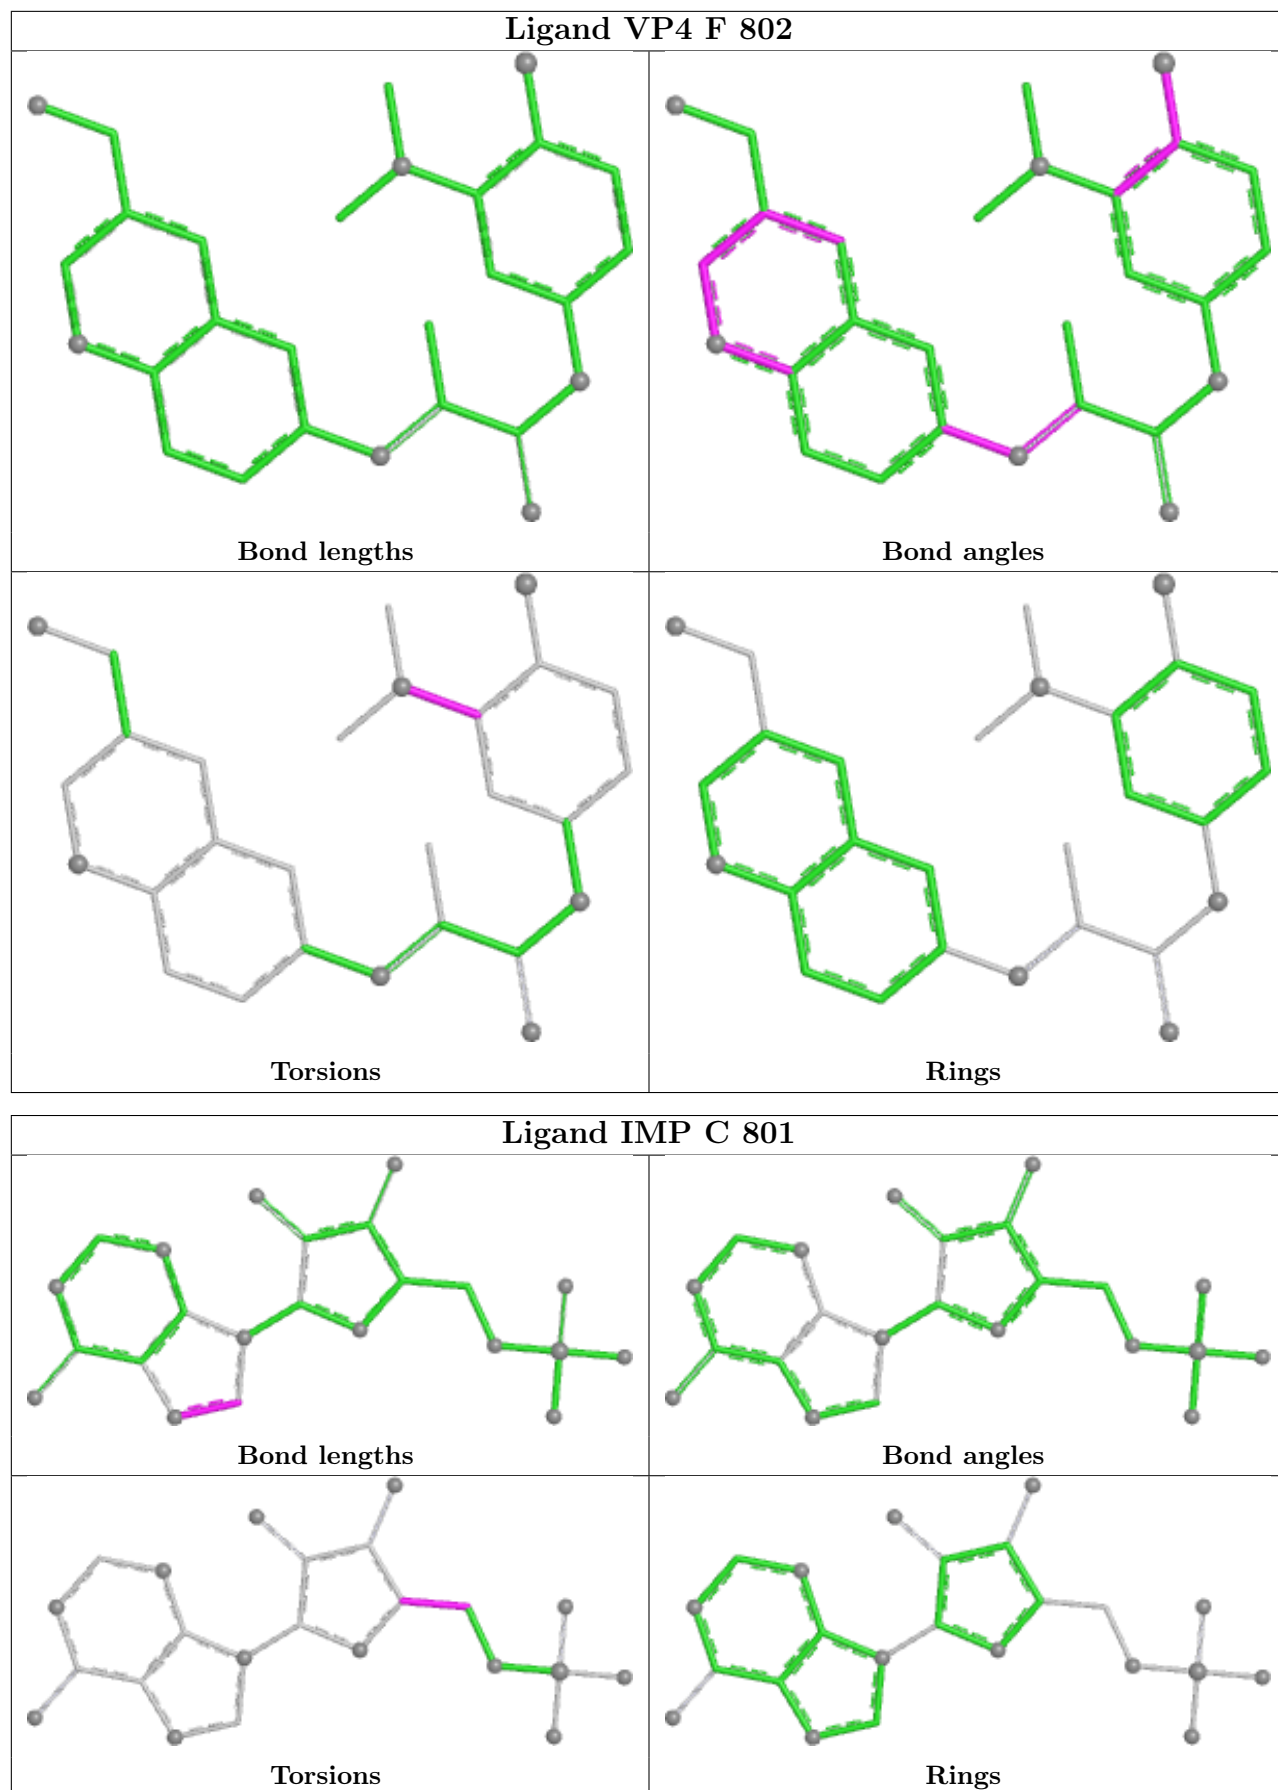 Ligand VP4 F 802
Bond lengths
Bond angles
Torsions
Rings
Ligand IMP C 801
Bond lengths
Bond angles
Torsions
Rings